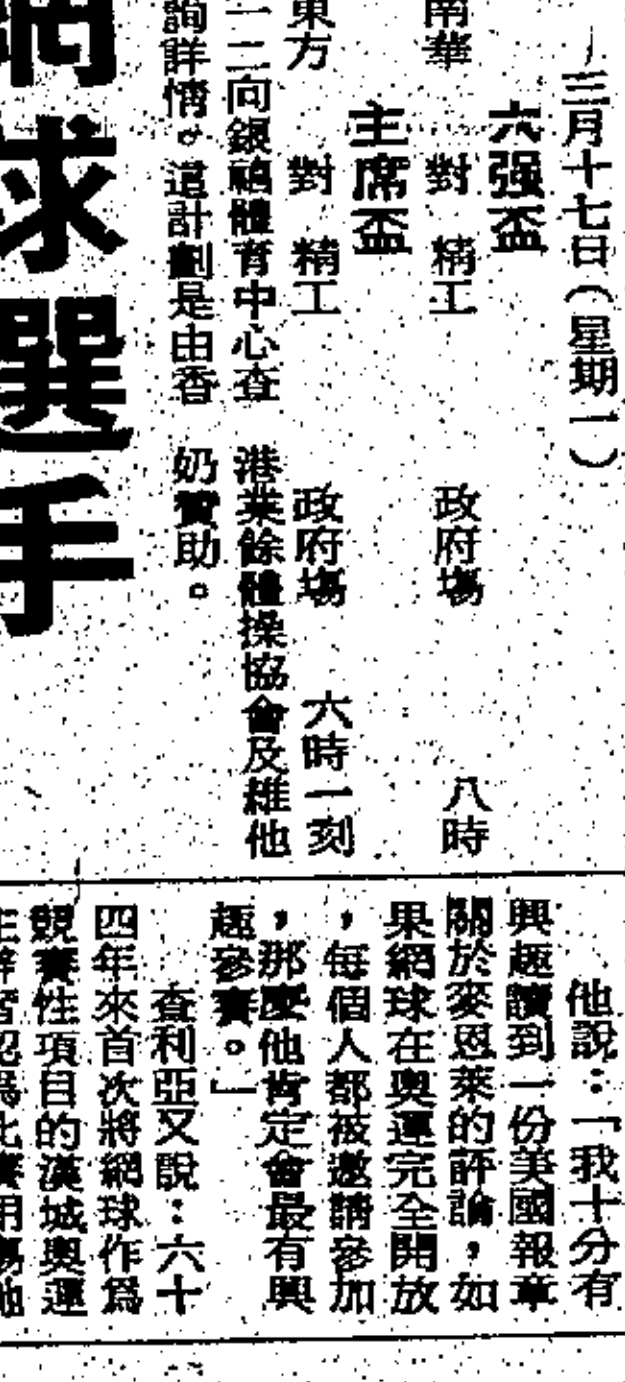 三月十七日（星期一）
六强盃
南華　對　精工　政府塲　八時
主席盃
東方　對　精工　政府塲　六時一刻
一二向銀禧體育中心查
詢詳情。這計劃是由香
港業餘體操協會及維他
奶贊助。
網球選手
他說：「我十分有
興趣讀到一份美國報章
關於麥恩萊的評論，如
果網球在奧運完全開放
，每個人都被邀請參加
，那麼他肯定會最有興
趣參賽。」
查利亞又說：六十
四年來首次將網球作爲
競賽性項目的漢城奧運